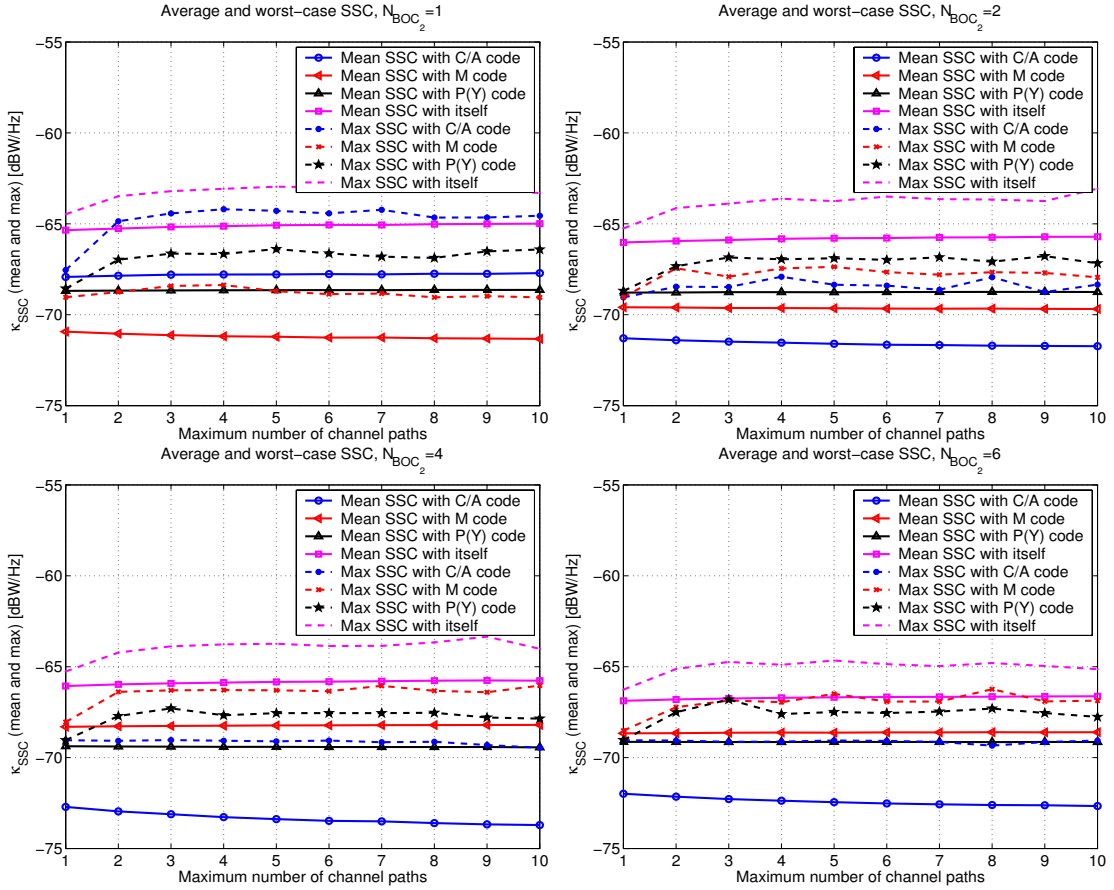 Average and worst-case SSC, N_BOC_2=1
κ_SSC (mean and max) [dBW/Hz]
-55
-60
-65
-70
-75
Mean SSC with C/A code
Mean SSC with M code
Mean SSC with P(Y) code
Mean SSC with itself
Max SSC with C/A code
Max SSC with M code
Max SSC with P(Y) code
Max SSC with itself
1 2 3 4 5 6 7 8 9 10
Maximum number of channel paths
Average and worst-case SSC, N_BOC_2=2
κ_SSC (mean and max) [dBW/Hz]
-55
-60
-65
-70
-75
Mean SSC with C/A code
Mean SSC with M code
Mean SSC with P(Y) code
Mean SSC with itself
Max SSC with C/A code
Max SSC with M code
Max SSC with P(Y) code
Max SSC with itself
1 2 3 4 5 6 7 8 9 10
Maximum number of channel paths
Average and worst-case SSC, N_BOC_2=4
κ_SSC (mean and max) [dBW/Hz]
-55
-60
-65
-70
-75
Mean SSC with C/A code
Mean SSC with M code
Mean SSC with P(Y) code
Mean SSC with itself
Max SSC with C/A code
Max SSC with M code
Max SSC with P(Y) code
Max SSC with itself
1 2 3 4 5 6 7 8 9 10
Maximum number of channel paths
Average and worst-case SSC, N_BOC_2=6
κ_SSC (mean and max) [dBW/Hz]
-55
-60
-65
-70
-75
Mean SSC with C/A code
Mean SSC with M code
Mean SSC with P(Y) code
Mean SSC with itself
Max SSC with C/A code
Max SSC with M code
Max SSC with P(Y) code
Max SSC with itself
1 2 3 4 5 6 7 8 9 10
Maximum number of channel paths